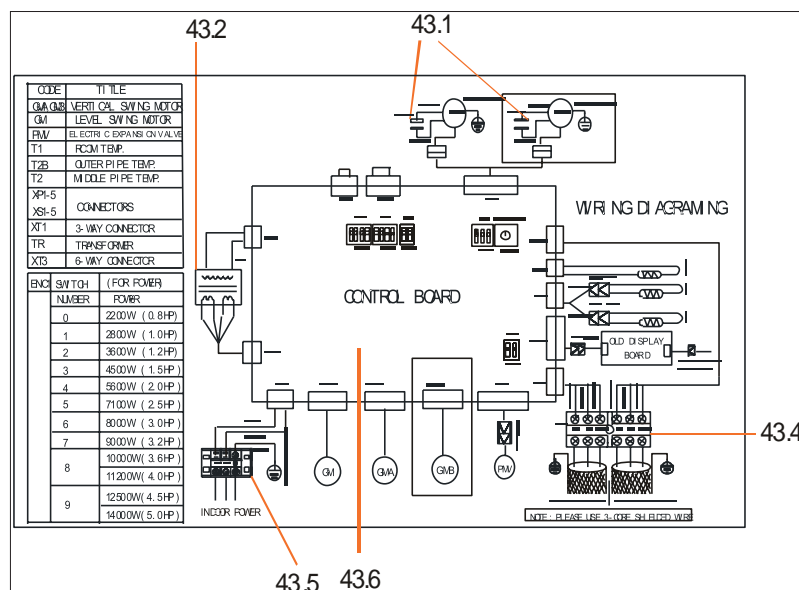 43.2
43.1
CODE TITLE
GMA GMB VERTICAL SWING MOTOR
GM LEVEL SWING MOTOR
PMV ELECTRIC EXPANSION VALVE
T1 ROOM TEMP.
T2B OUTER PIPE TEMP.
T2 MIDDLE PIPE TEMP.
XP1-5
XS1-5 CONNECTORS
XT1 3-WAY CONNECTOR
TR TRANSFORMER
XT3 6-WAY CONNECTOR
ENC1 SWITCH (FOR POWER)
NUMBER POWER
0 2200W (0.8HP)
1 2800W (1.0HP)
2 3600W (1.2HP)
3 4500W (1.5HP)
4 5600W (2.0HP)
5 7100W (2.5HP)
6 8000W (3.0HP)
7 9000W (3.2HP)
8 10000W (3.6HP)
11200W (4.0HP)
9 12500W (4.5HP)
14000W (5.0HP)
WIRING DIAGRAMING
CONTROL BOARD
OLD DISPLAY
BOARD
43.4
GM
GMA
GMB
PMV
INDOOR POWER
NOTE: PLEASE USE 3-CORE SHIELDED WIRE
43.5
43.6